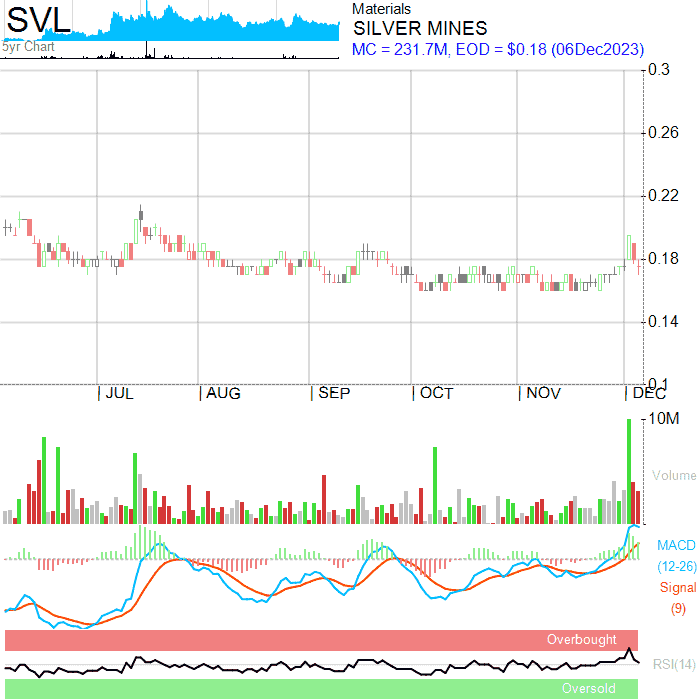 SVL
5yr Chart
Materials
SILVER MINES
MC = 231.7M, EOD = $0.18 (06Dec2023)
0.3
0.26
0.22
0.18
0.14
0.1
JUL AUG SEP OCT NOV DEC
10M
Volume
MACD
(12-26)
Signal
(9)
Overbought
RSI(14)
Oversold